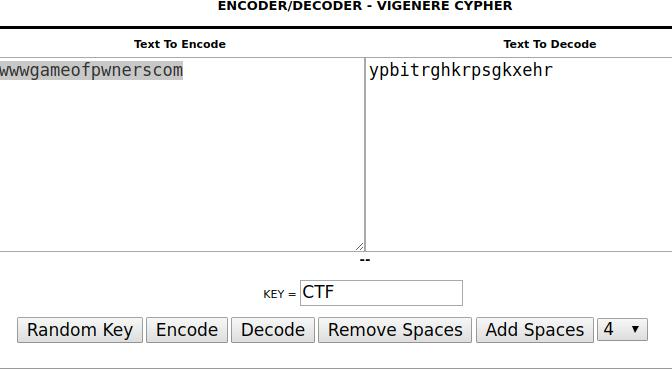 ENCODER/DECODER - VIGENERE CYPHER
Text To Encode Text To Decode
wwwgameofpwnerscom ypbitrghkrpsgkxehr
--
KEY = CTF
Random Key Encode Decode Remove Spaces Add Spaces 4